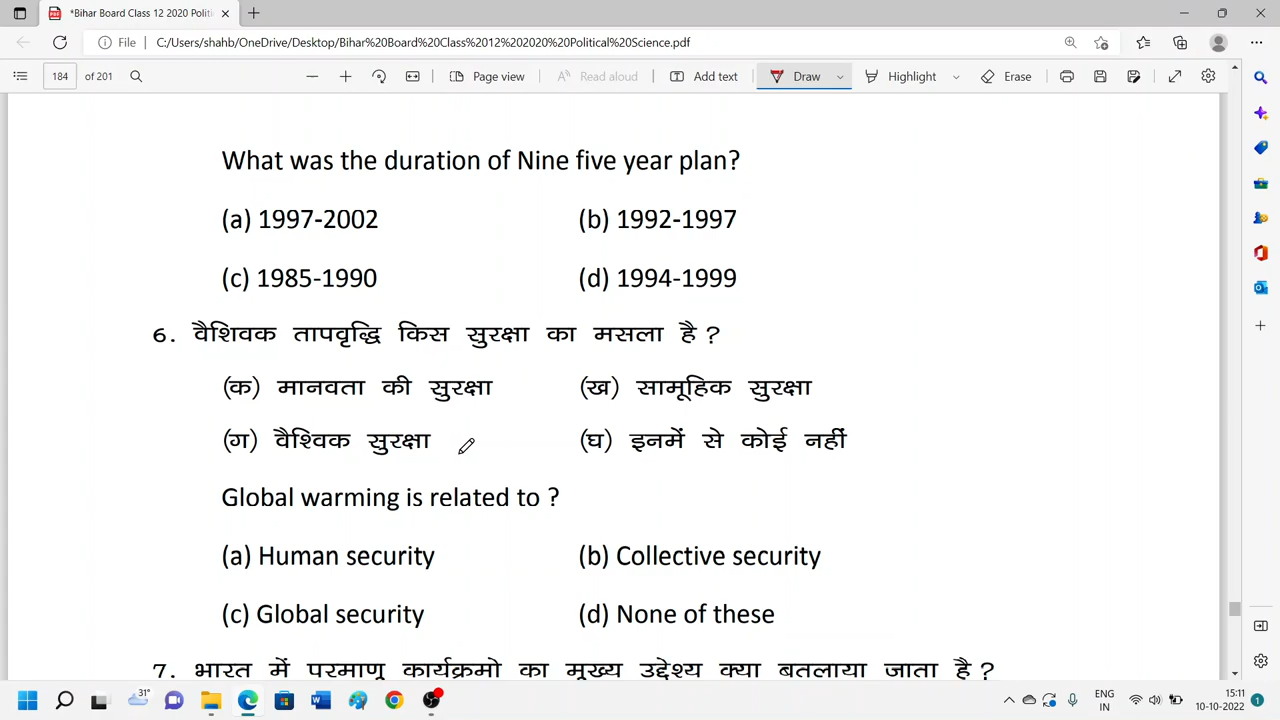 *Bihar Board Class 12 2020 Politi
File C:/Users/shahb/OneDrive/Desktop/Bihar%20Board%20Class%2012%202020%20Political%20Science.pdf
184 of 201 Page view Read aloud Add text Draw Highlight Erase
What was the duration of Nine five year plan?
(a) 1997-2002 (b) 1992-1997
(c) 1985-1990 (d) 1994-1999
6. वैशिवक तापवृद्धि किस सुरक्षा का मसला है ?
(क) मानवता की सुरक्षा (ख) सामूहिक सुरक्षा
(ग) वैश्विक सुरक्षा (घ) इनमें से कोई नहीं
Global warming is related to ?
(a) Human security (b) Collective security
(c) Global security (d) None of these
7. भारत में परमाणु कार्यक्रमो का मुख्य उद्देश्य क्या बतलाया जाता है ?
31° ENG 15:11
IN 10-10-2022 1